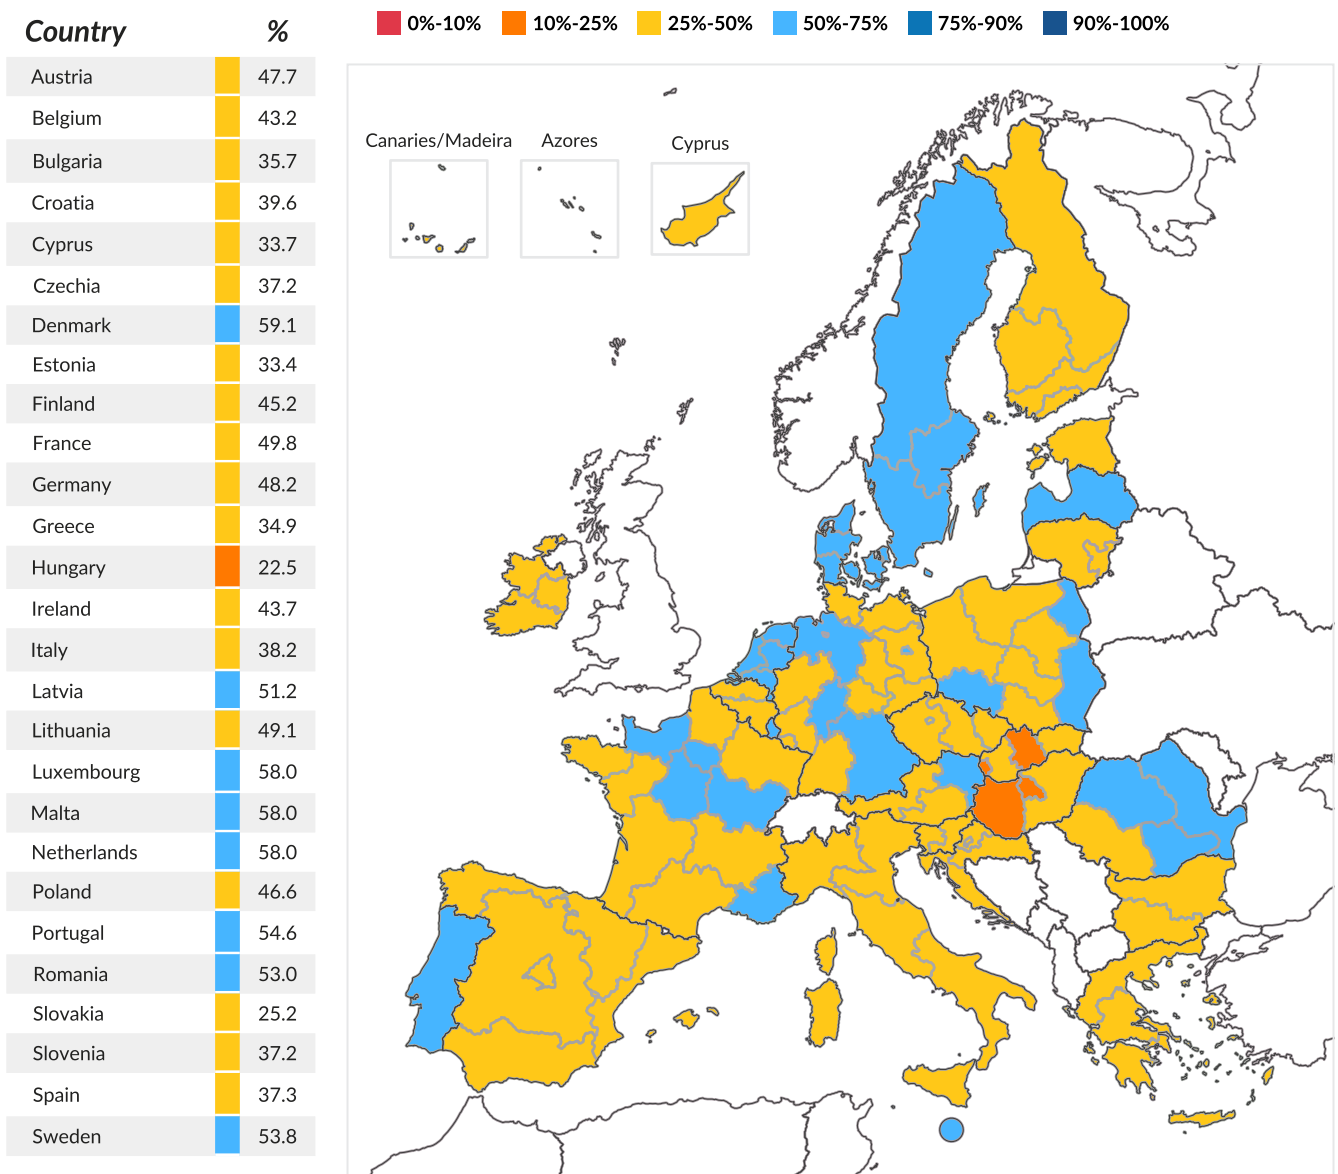 Country %
0%-10% 10%-25% 25%-50% 50%-75% 75%-90% 90%-100%
Austria 47.7
Belgium 43.2
Bulgaria 35.7
Croatia 39.6
Cyprus 33.7
Czechia 37.2
Denmark 59.1
Estonia 33.4
Finland 45.2
France 49.8
Germany 48.2
Greece 34.9
Hungary 22.5
Ireland 43.7
Italy 38.2
Latvia 51.2
Lithuania 49.1
Luxembourg 58.0
Malta 58.0
Netherlands 58.0
Poland 46.6
Portugal 54.6
Romania 53.0
Slovakia 25.2
Slovenia 37.2
Spain 37.3
Sweden 53.8
Canaries/Madeira Azores Cyprus